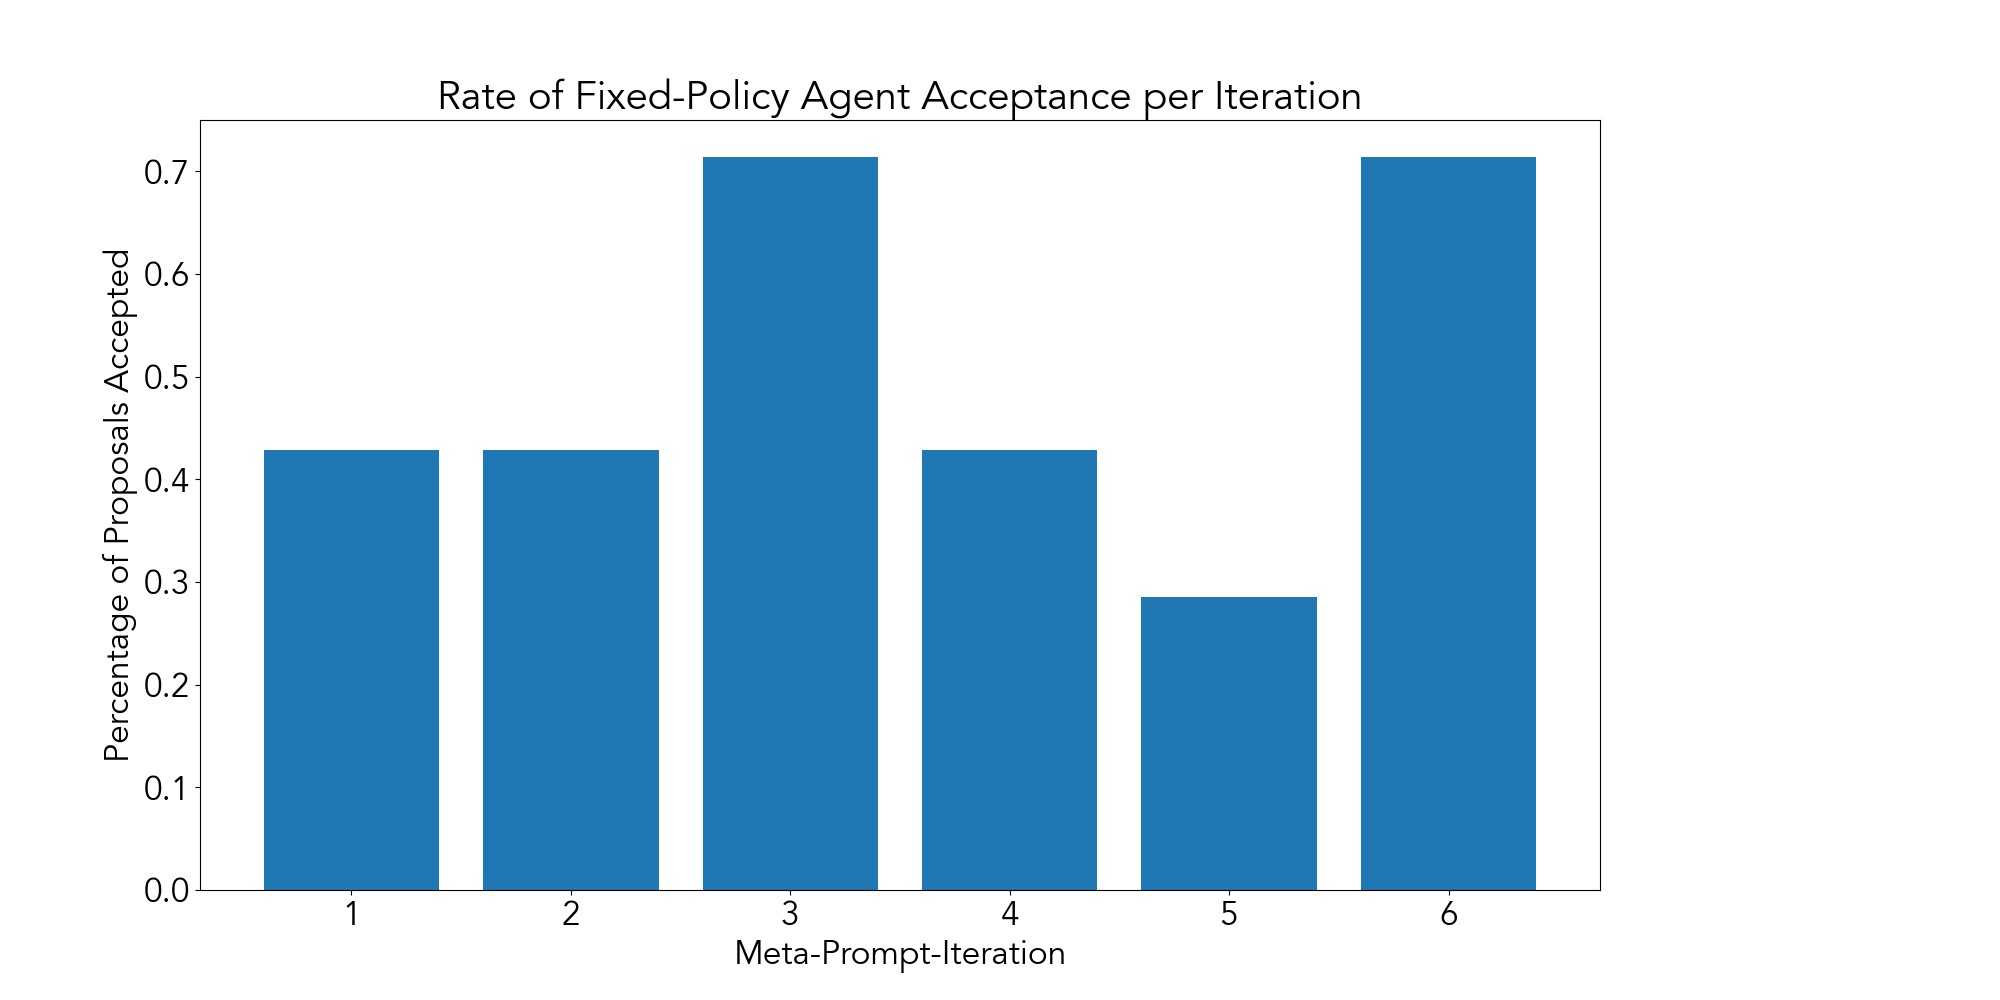 Rate of Fixed-Policy Agent Acceptance per Iteration
Percentage of Proposals Accepted
0.7
0.6
0.5
0.4
0.3
0.2
0.1
0.0
1 2 3 4 5 6
Meta-Prompt-Iteration